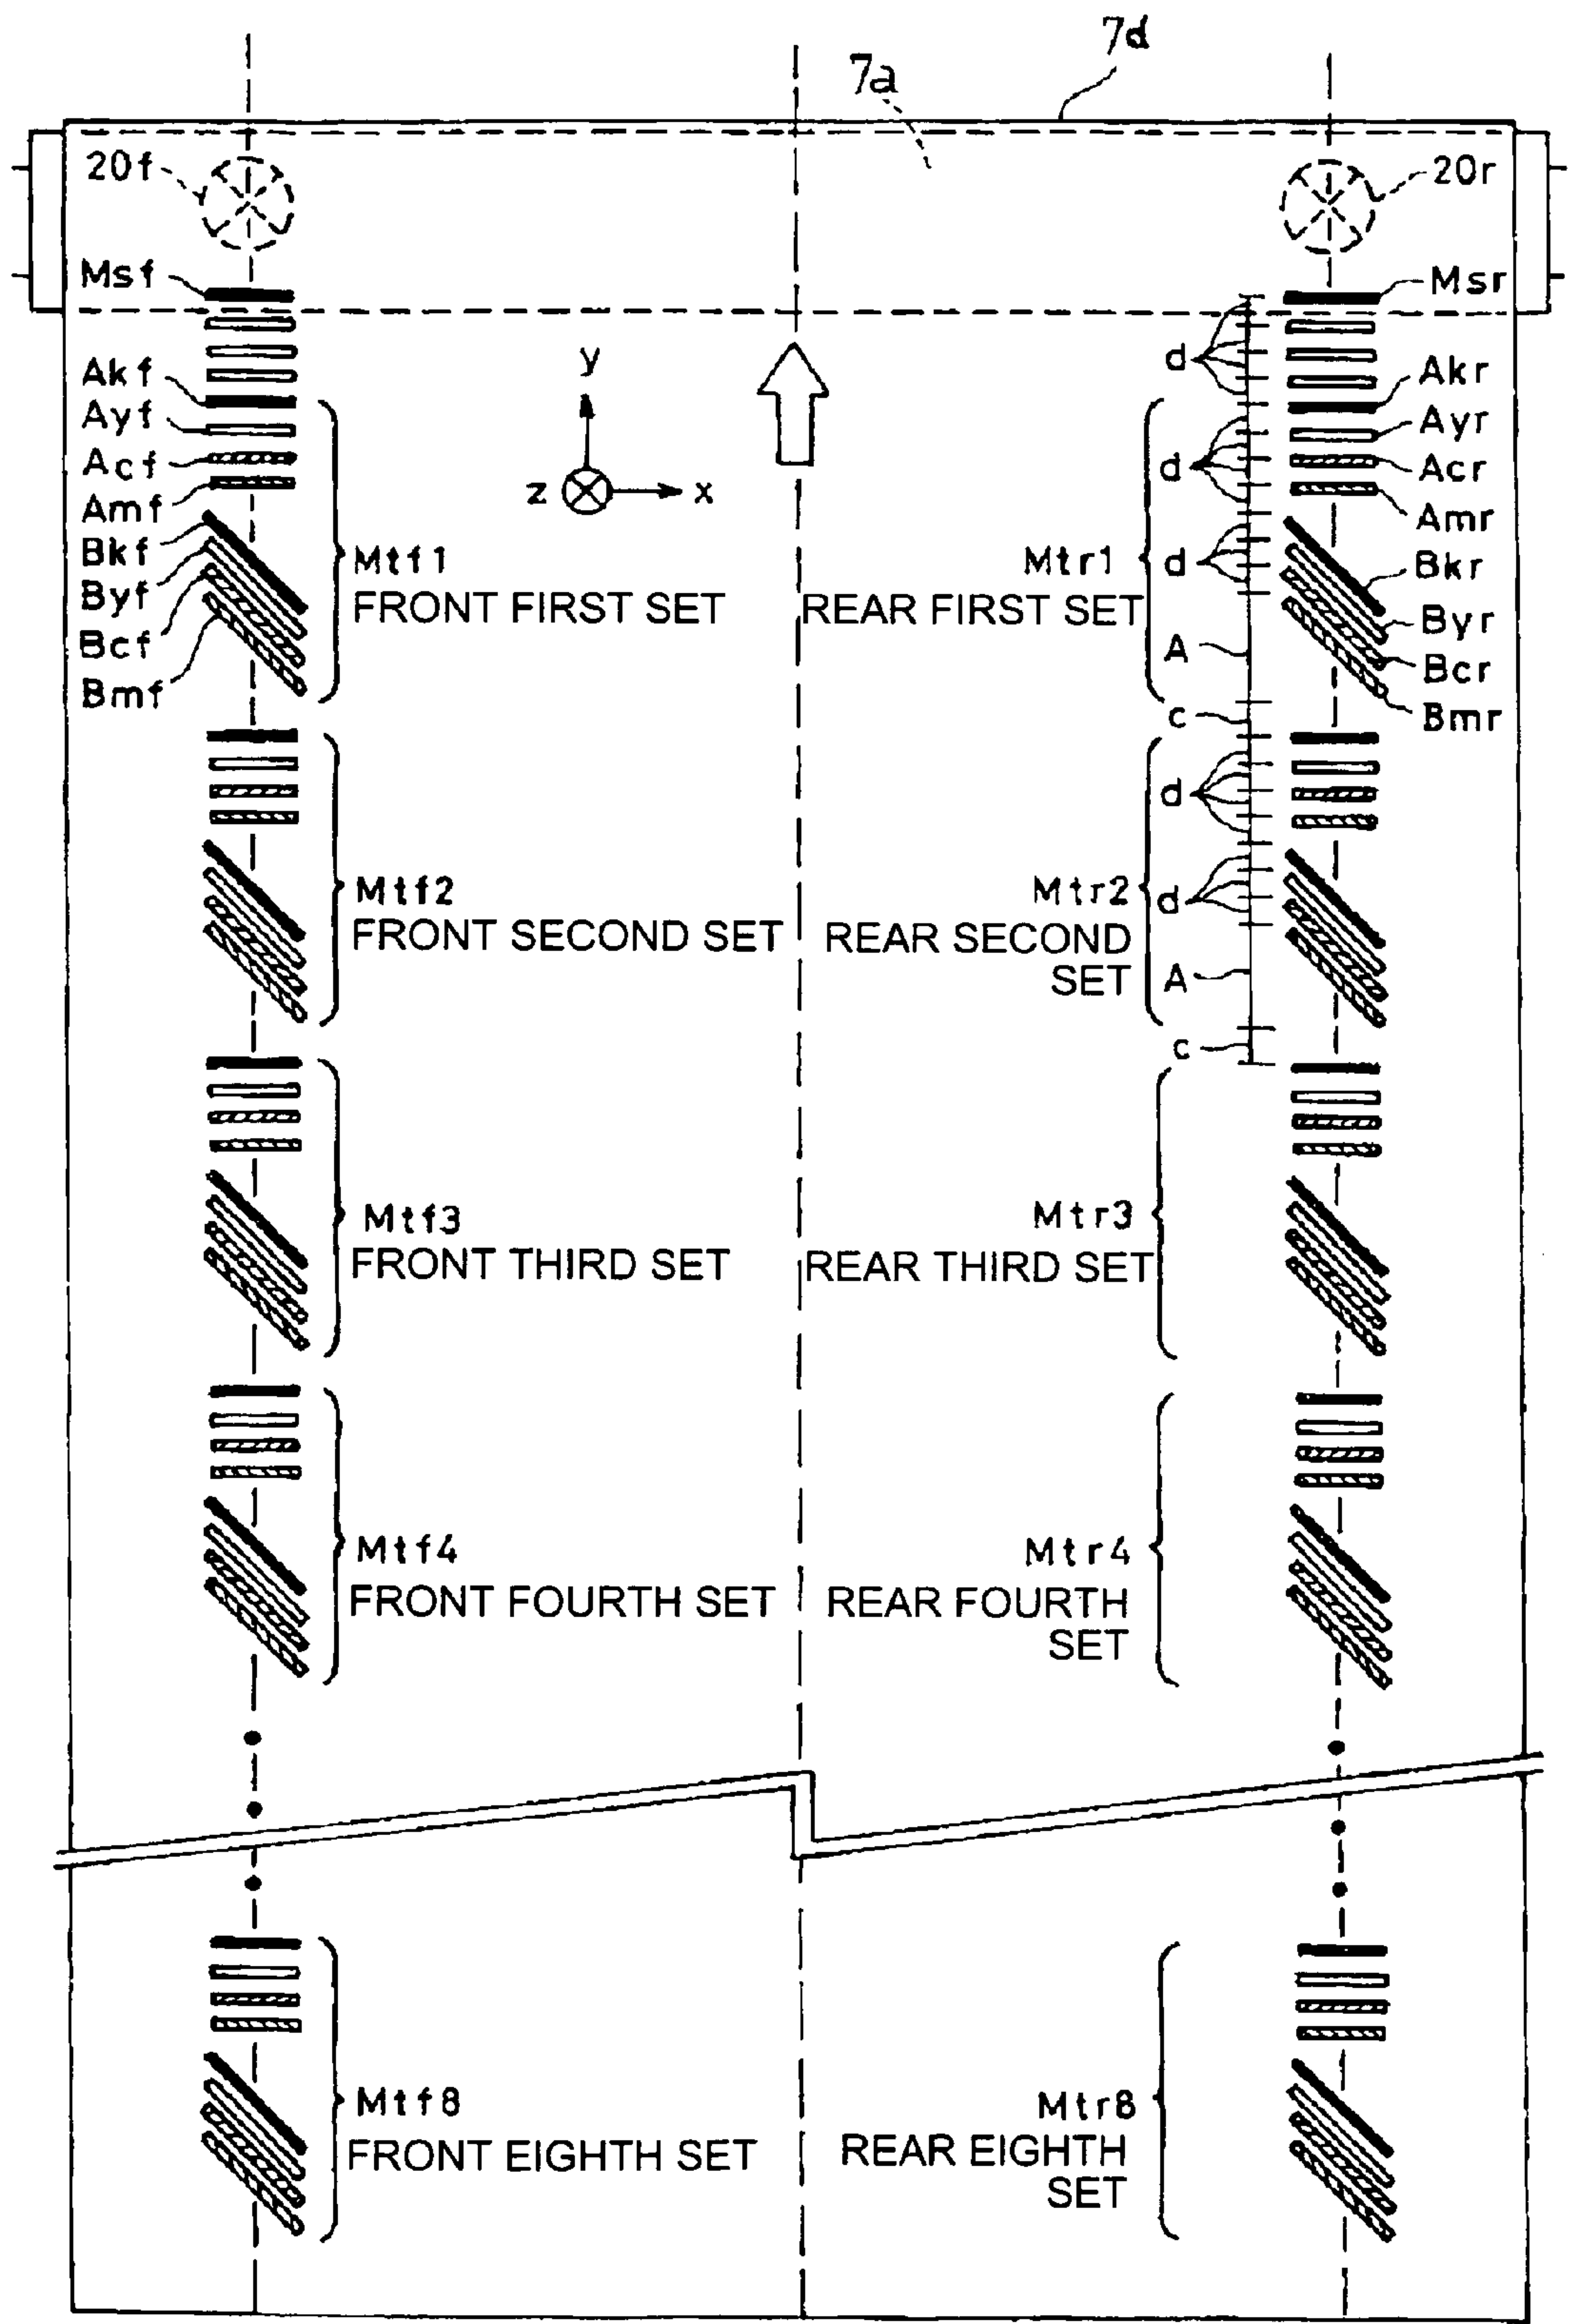 7d
7a
20f
20r
Msf
Msr
y
d
Akf
Akr
Ayf
Ayr
Acf
z
x
d
Acr
Amf
Amr
Bkf
Mtf1
Mtr1
d
Bkr
Byf
FRONT FIRST SET
REAR FIRST SET
Byr
Bcf
A
Bcr
Bmf
c
Bmr
d
Mtf2
Mtr2
d
FRONT SECOND SET
REAR SECOND
SET
A
c
Mtf3
Mtr3
FRONT THIRD SET
REAR THIRD SET
Mtf4
Mtr4
FRONT FOURTH SET
REAR FOURTH
SET
Mtf8
Mtr8
FRONT EIGHTH SET
REAR EIGHTH
SET